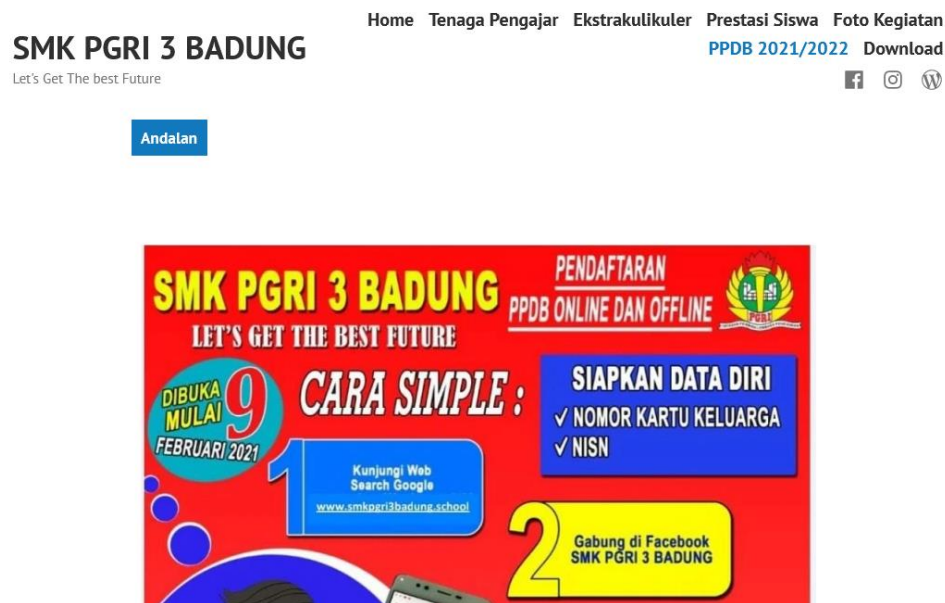 Home Tenaga Pengajar Ekstrakulikuler Prestasi Siswa Foto Kegiatan
PPDB 2021/2022 Download
SMK PGRI 3 BADUNG
Let's Get The best Future
Andalan
SMK PGRI 3 BADUNG
LET'S GET THE BEST FUTURE
PENDAFTARAN
PPDB ONLINE DAN OFFLINE
PGRI
DIBUKA
MULAI 9
FEBRUARI 2021
CARA SIMPLE :
SIAPKAN DATA DIRI
✓ NOMOR KARTU KELUARGA
✓ NISN
1
Kunjungi Web
Search Google
www.smkpgri3badung.school
2
Gabung di Facebook
SMK PGRI 3 BADUNG